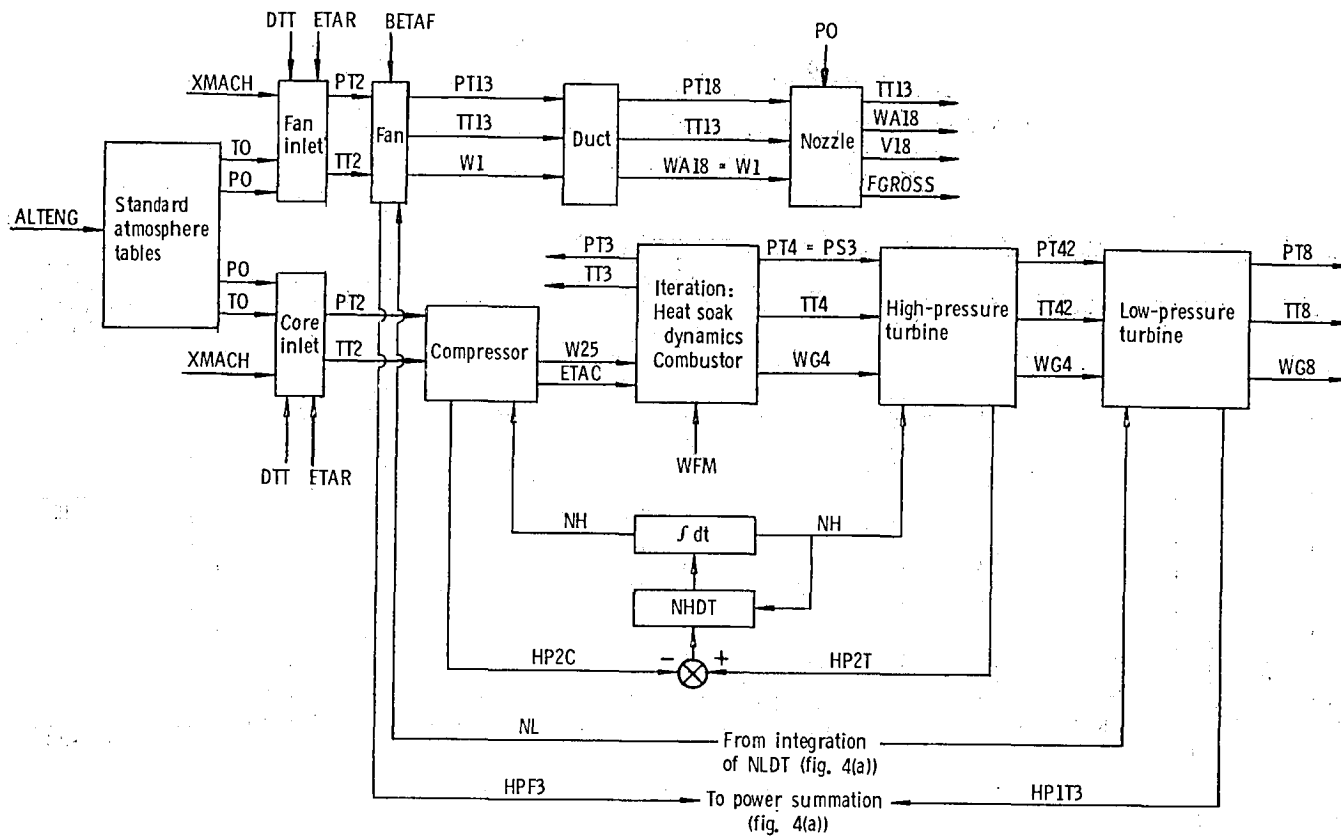 DTT
ETAR
BETAF
PO
XMACH
PT2
PT13
PT18
TT13
Fan
inlet
Fan
TT13
Duct
TT13
Nozzle
WA18
V18
TO
TT2
W1
WA18 = W1
FGROSS
PO
ALTENG
Standard
atmosphere
tables
PO
TO
XMACH
Core
inlet
PT2
TT2
DTT
ETAR
Compressor
W25
ETAC
PT3
TT3
Iteration:
Heat soak
dynamics
Combustor
WFM
PT4 = PS3
TT4
WG4
High-pressure
turbine
PT42
TT42
WG4
Low-pressure
turbine
PT8
TT8
WG8
NH
∫ dt
NH
NHDT
HP2C
−
+
HP2T
NL
From integration
of NLDT (fig. 4(a))
HPF3
To power summation
(fig. 4(a))
HP1T3